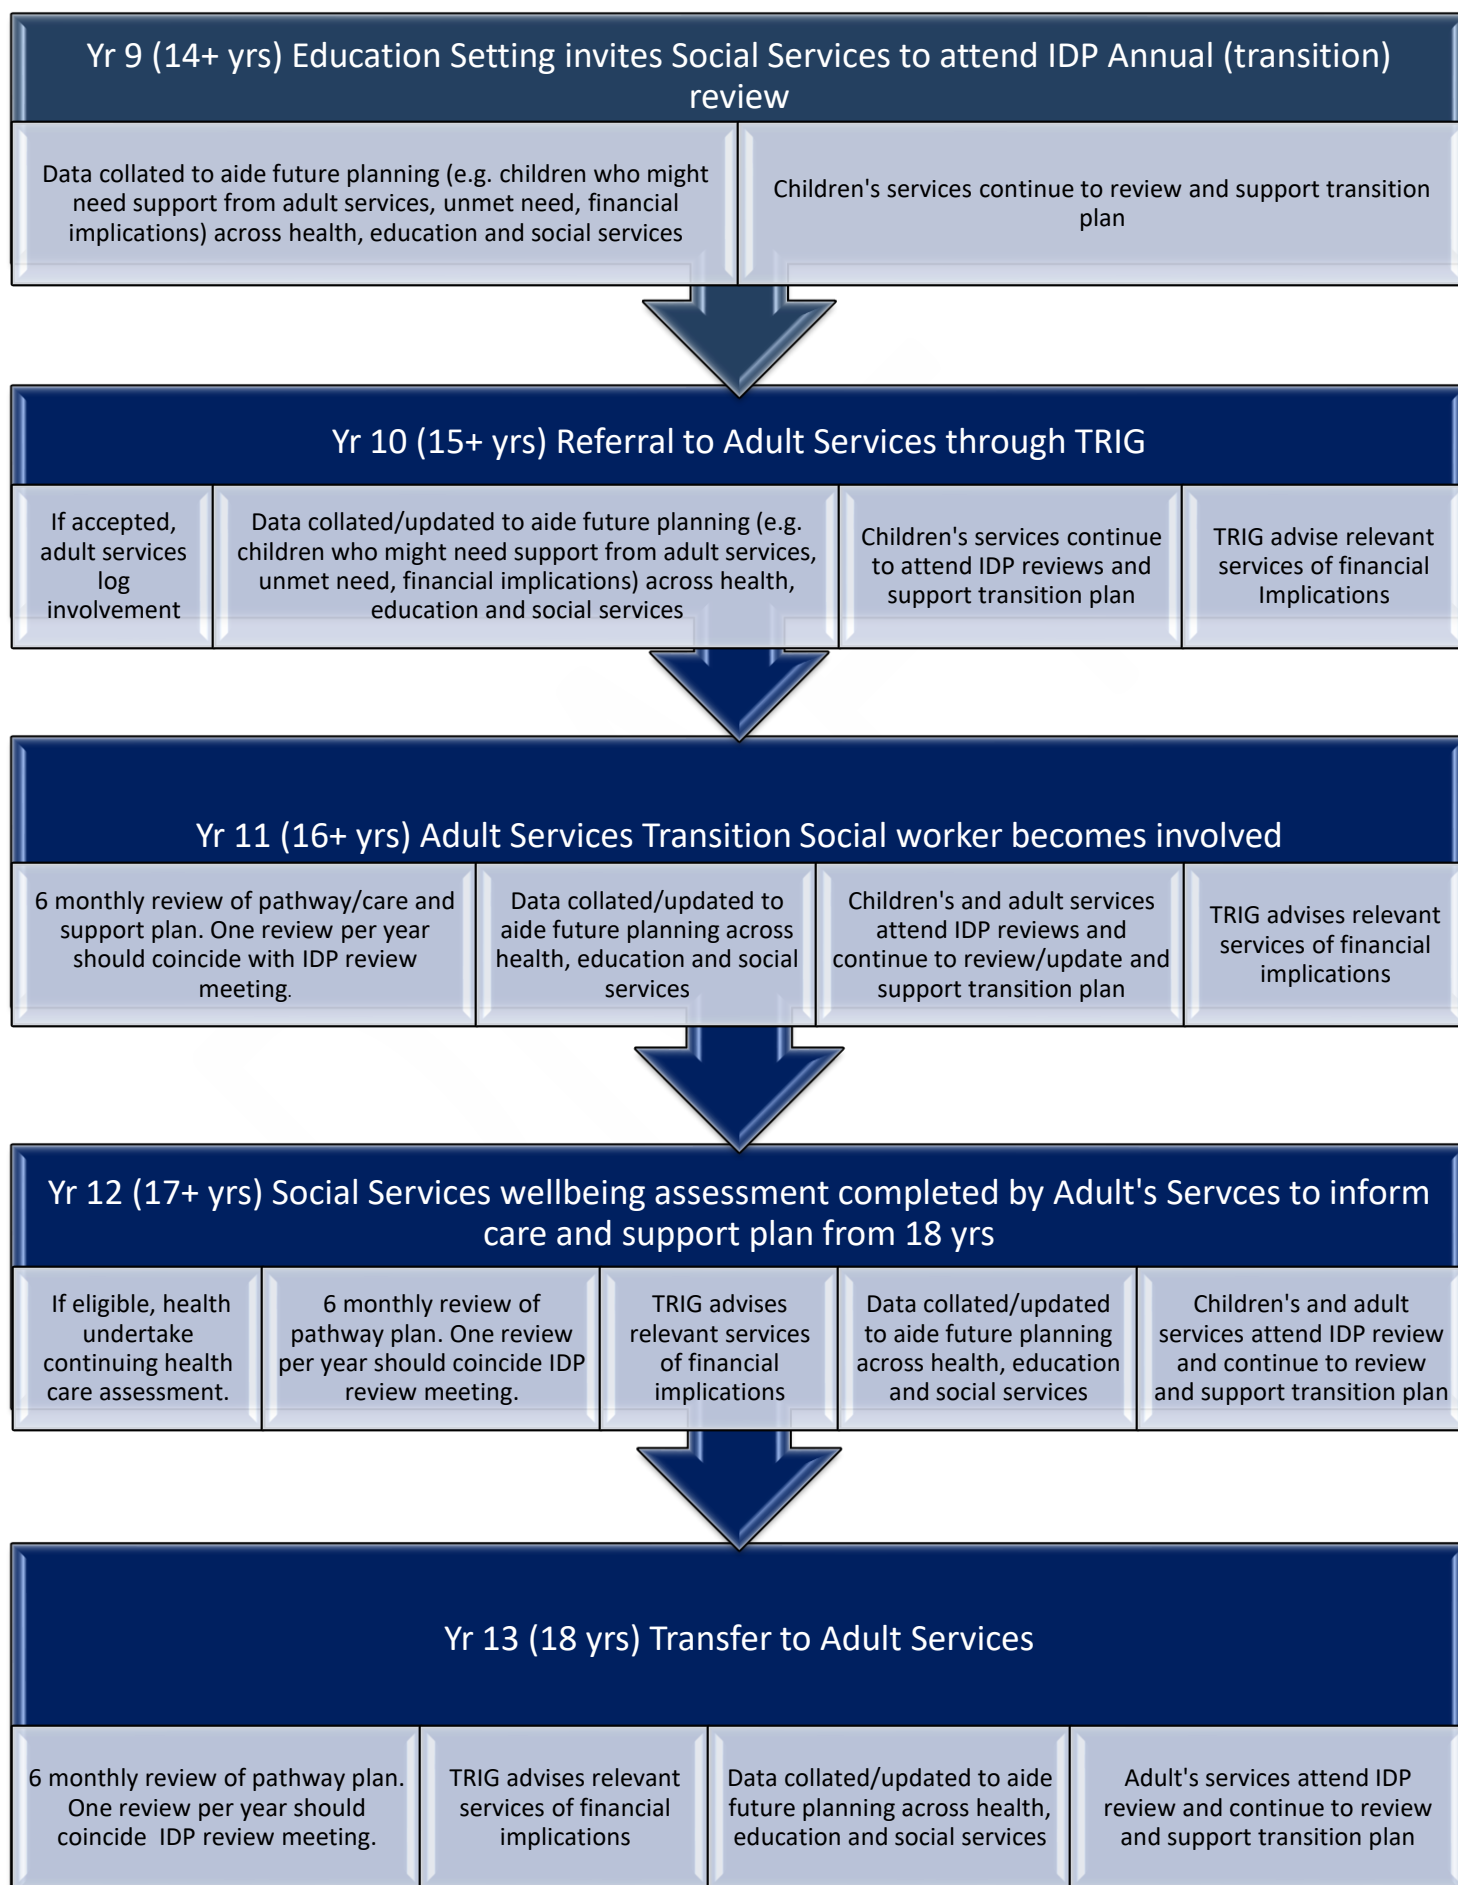 Yr 9 (14+ yrs) Education Setting invites Social Services to attend IDP Annual (transition)
review
Data collated to aide future planning (e.g. children who might
need support from adult services, unmet need, financial
implications) across health, education and social services
Children's services continue to review and support transition
plan
Yr 10 (15+ yrs) Referral to Adult Services through TRIG
If accepted,
adult services
log
involvement
Data collated/updated to aide future planning (e.g.
children who might need support from adult services,
unmet need, financial implications) across health,
education and social services
Children's services continue
to attend IDP reviews and
support transition plan
TRIG advise relevant
services of financial
Implications
Yr 11 (16+ yrs) Adult Services Transition Social worker becomes involved
6 monthly review of pathway/care and
support plan. One review per year
should coincide with IDP review
meeting.
Data collated/updated to
aide future planning across
health, education and social
services
Children's and adult services
attend IDP reviews and
continue to review/update and
support transition plan
TRIG advises relevant
services of financial
implications
Yr 12 (17+ yrs) Social Services wellbeing assessment completed by Adult's Servces to inform
care and support plan from 18 yrs
If eligible, health
undertake
continuing health
care assessment.
6 monthly review of
pathway plan. One review
per year should coincide IDP
review meeting.
TRIG advises
relevant services
of financial
implications
Data collated/updated
to aide future planning
across health, education
and social services
Children's and adult
services attend IDP review
and continue to review
and support transition plan
Yr 13 (18 yrs) Transfer to Adult Services
6 monthly review of pathway plan.
One review per year should
coincide IDP review meeting.
TRIG advises relevant
services of financial
implications
Data collated/updated to aide
future planning across health,
education and social services
Adult's services attend IDP
review and continue to review
and support transition plan